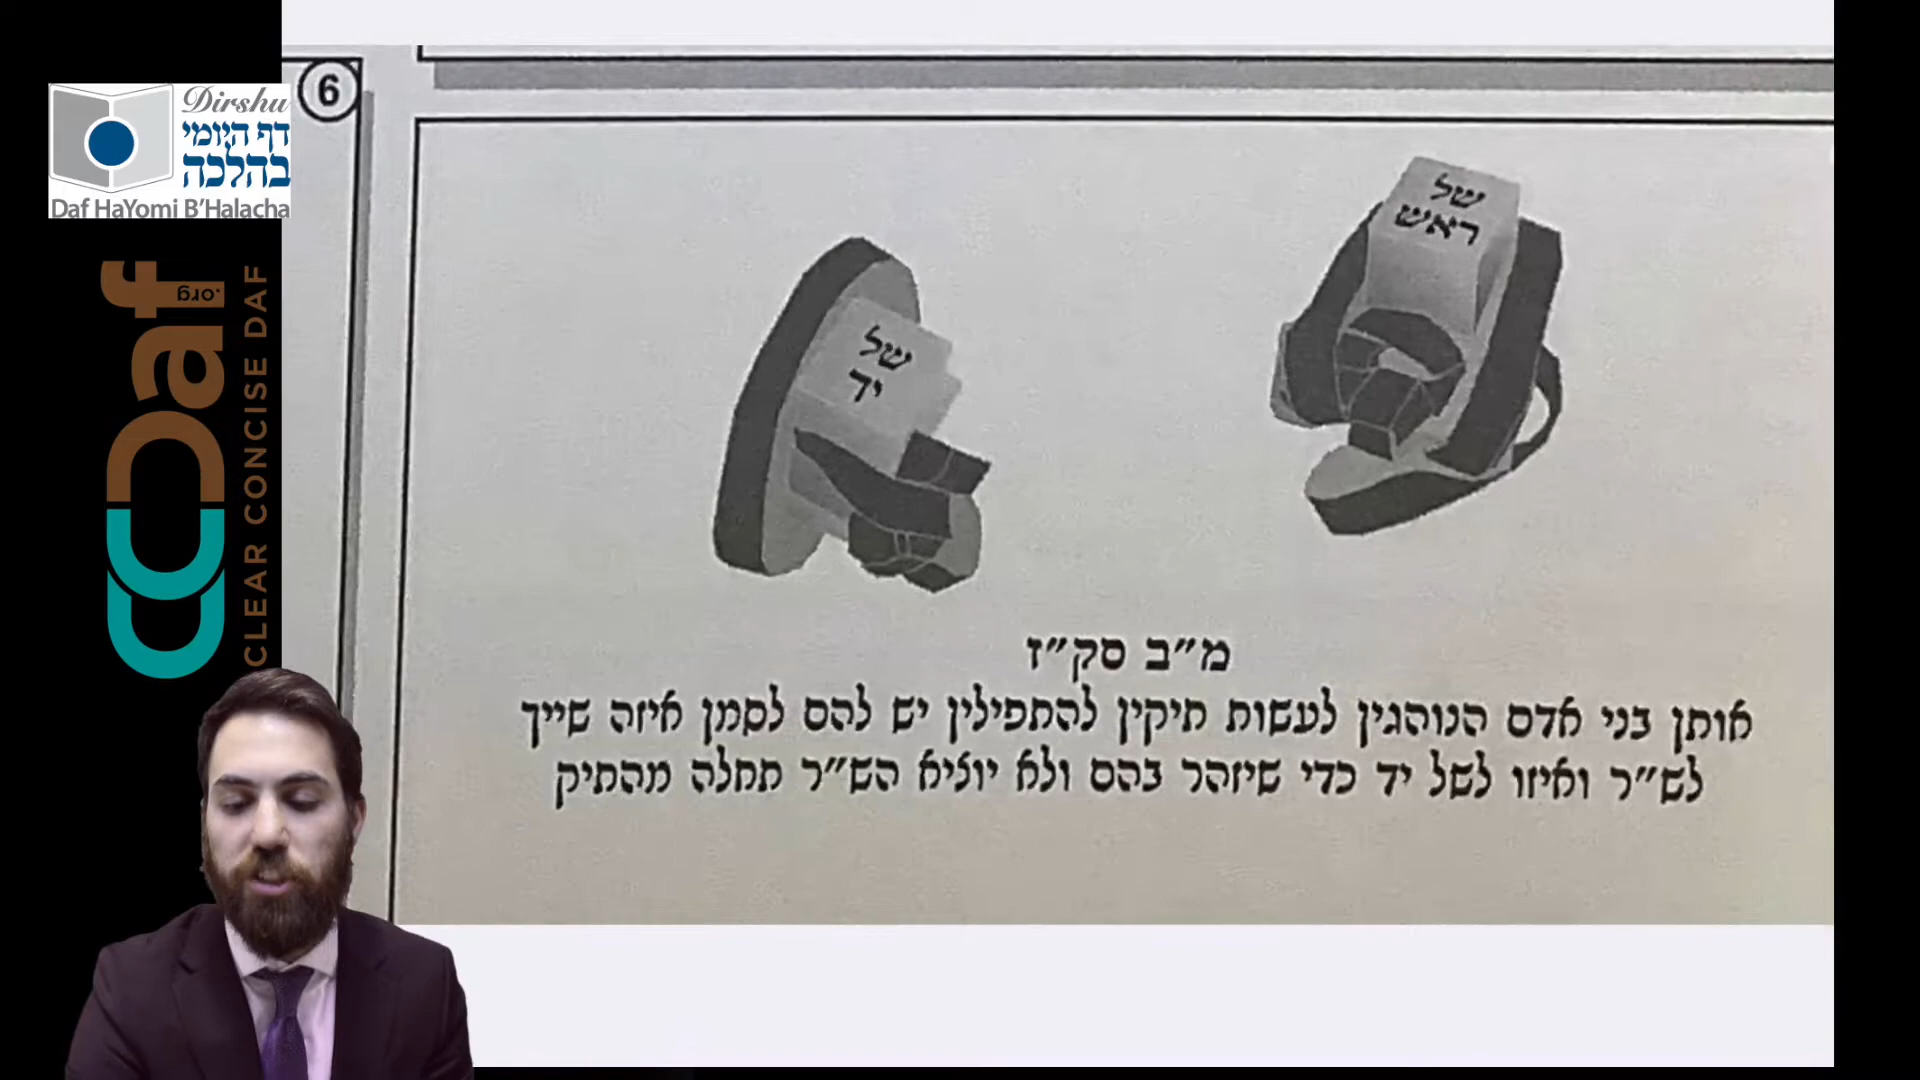 6
Dirshu
דף היומי
בהלכה
Daf HaYomi B'Halacha
CCDaf
.org
CLEAR CONCISE DAF
של
ראש
של
יד
מ״ב סק״ז
אותן בני אדם הנוהגין לעשות תיקין להתפילין יש להם לסמן איזה שייך
לש״ר ואיזו לשל יד כדי שיזהר בהם ולא יוציא הש״ר תחלה מהתיק